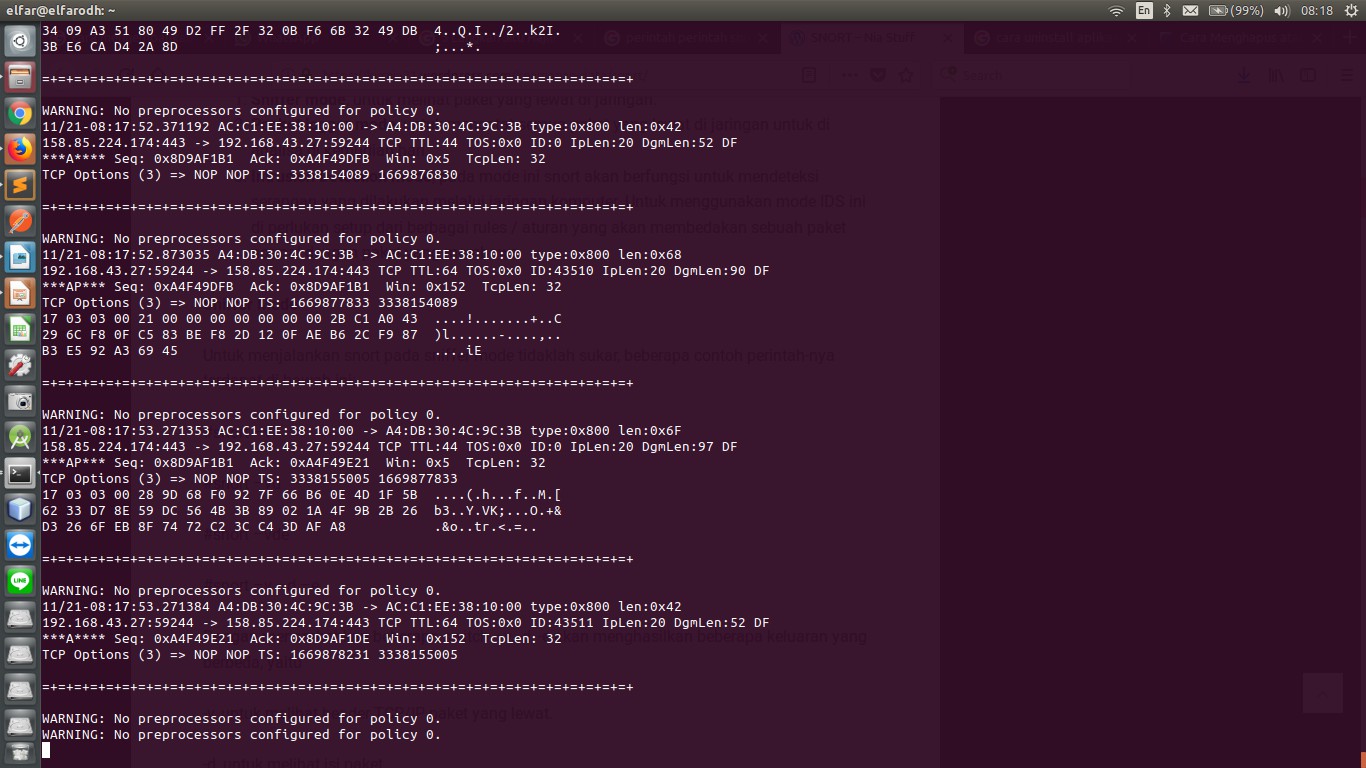 elfar@elfarodh: ~
En
(99%)
08:18
34 09 A3 51 80 49 D2 FF 2F 32 0B F6 6B 32 49 DB  4..Q.I../2..k2I.
3B E6 CA D4 2A 8D                                ;...*.
=+=+=+=+=+=+=+=+=+=+=+=+=+=+=+=+=+=+=+=+=+=+=+=+=+=+=+=+=+=+=+=+=+=+=+=+=+
WARNING: No preprocessors configured for policy 0.
11/21-08:17:52.371192 AC:C1:EE:38:10:00 -> A4:DB:30:4C:9C:3B type:0x800 len:0x42
158.85.224.174:443 -> 192.168.43.27:59244 TCP TTL:44 TOS:0x0 ID:0 IpLen:20 DgmLen:52 DF
***A**** Seq: 0x8D9AF1B1  Ack: 0xA4F49DFB  Win: 0x5  TcpLen: 32
TCP Options (3) => NOP NOP TS: 3338154089 1669876830
=+=+=+=+=+=+=+=+=+=+=+=+=+=+=+=+=+=+=+=+=+=+=+=+=+=+=+=+=+=+=+=+=+=+=+=+=+
WARNING: No preprocessors configured for policy 0.
11/21-08:17:52.873035 A4:DB:30:4C:9C:3B -> AC:C1:EE:38:10:00 type:0x800 len:0x68
192.168.43.27:59244 -> 158.85.224.174:443 TCP TTL:64 TOS:0x0 ID:43510 IpLen:20 DgmLen:90 DF
***AP*** Seq: 0xA4F49DFB  Ack: 0x8D9AF1B1  Win: 0x152  TcpLen: 32
TCP Options (3) => NOP NOP TS: 1669877833 3338154089
17 03 03 00 21 00 00 00 00 00 00 00 2B C1 A0 43  ....!.......+..C
29 6C F8 0F C5 83 BE F8 2D 12 0F AE B6 2C F9 87  )l......-....,..
B3 E5 92 A3 69 45                                ....iE
=+=+=+=+=+=+=+=+=+=+=+=+=+=+=+=+=+=+=+=+=+=+=+=+=+=+=+=+=+=+=+=+=+=+=+=+=+
WARNING: No preprocessors configured for policy 0.
11/21-08:17:53.271353 AC:C1:EE:38:10:00 -> A4:DB:30:4C:9C:3B type:0x800 len:0x6F
158.85.224.174:443 -> 192.168.43.27:59244 TCP TTL:44 TOS:0x0 ID:0 IpLen:20 DgmLen:97 DF
***AP*** Seq: 0x8D9AF1B1  Ack: 0xA4F49E21  Win: 0x5  TcpLen: 32
TCP Options (3) => NOP NOP TS: 3338155005 1669877833
17 03 03 00 28 9D 68 F0 92 7F 66 B6 0E 4D 1F 5B  ....(.h...f..M.[
62 33 D7 8E 59 DC 56 4B 3B 89 02 1A 4F 9B 2B 26  b3..Y.VK;...O.+&
D3 26 6F EB 8F 74 72 C2 3C C4 3D AF A8           .&o..tr.<.=..
=+=+=+=+=+=+=+=+=+=+=+=+=+=+=+=+=+=+=+=+=+=+=+=+=+=+=+=+=+=+=+=+=+=+=+=+=+
WARNING: No preprocessors configured for policy 0.
11/21-08:17:53.271384 A4:DB:30:4C:9C:3B -> AC:C1:EE:38:10:00 type:0x800 len:0x42
192.168.43.27:59244 -> 158.85.224.174:443 TCP TTL:64 TOS:0x0 ID:43511 IpLen:20 DgmLen:52 DF
***A**** Seq: 0xA4F49E21  Ack: 0x8D9AF1DE  Win: 0x152  TcpLen: 32
TCP Options (3) => NOP NOP TS: 1669878231 3338155005
=+=+=+=+=+=+=+=+=+=+=+=+=+=+=+=+=+=+=+=+=+=+=+=+=+=+=+=+=+=+=+=+=+=+=+=+=+
WARNING: No preprocessors configured for policy 0.
WARNING: No preprocessors configured for policy 0.
LINE